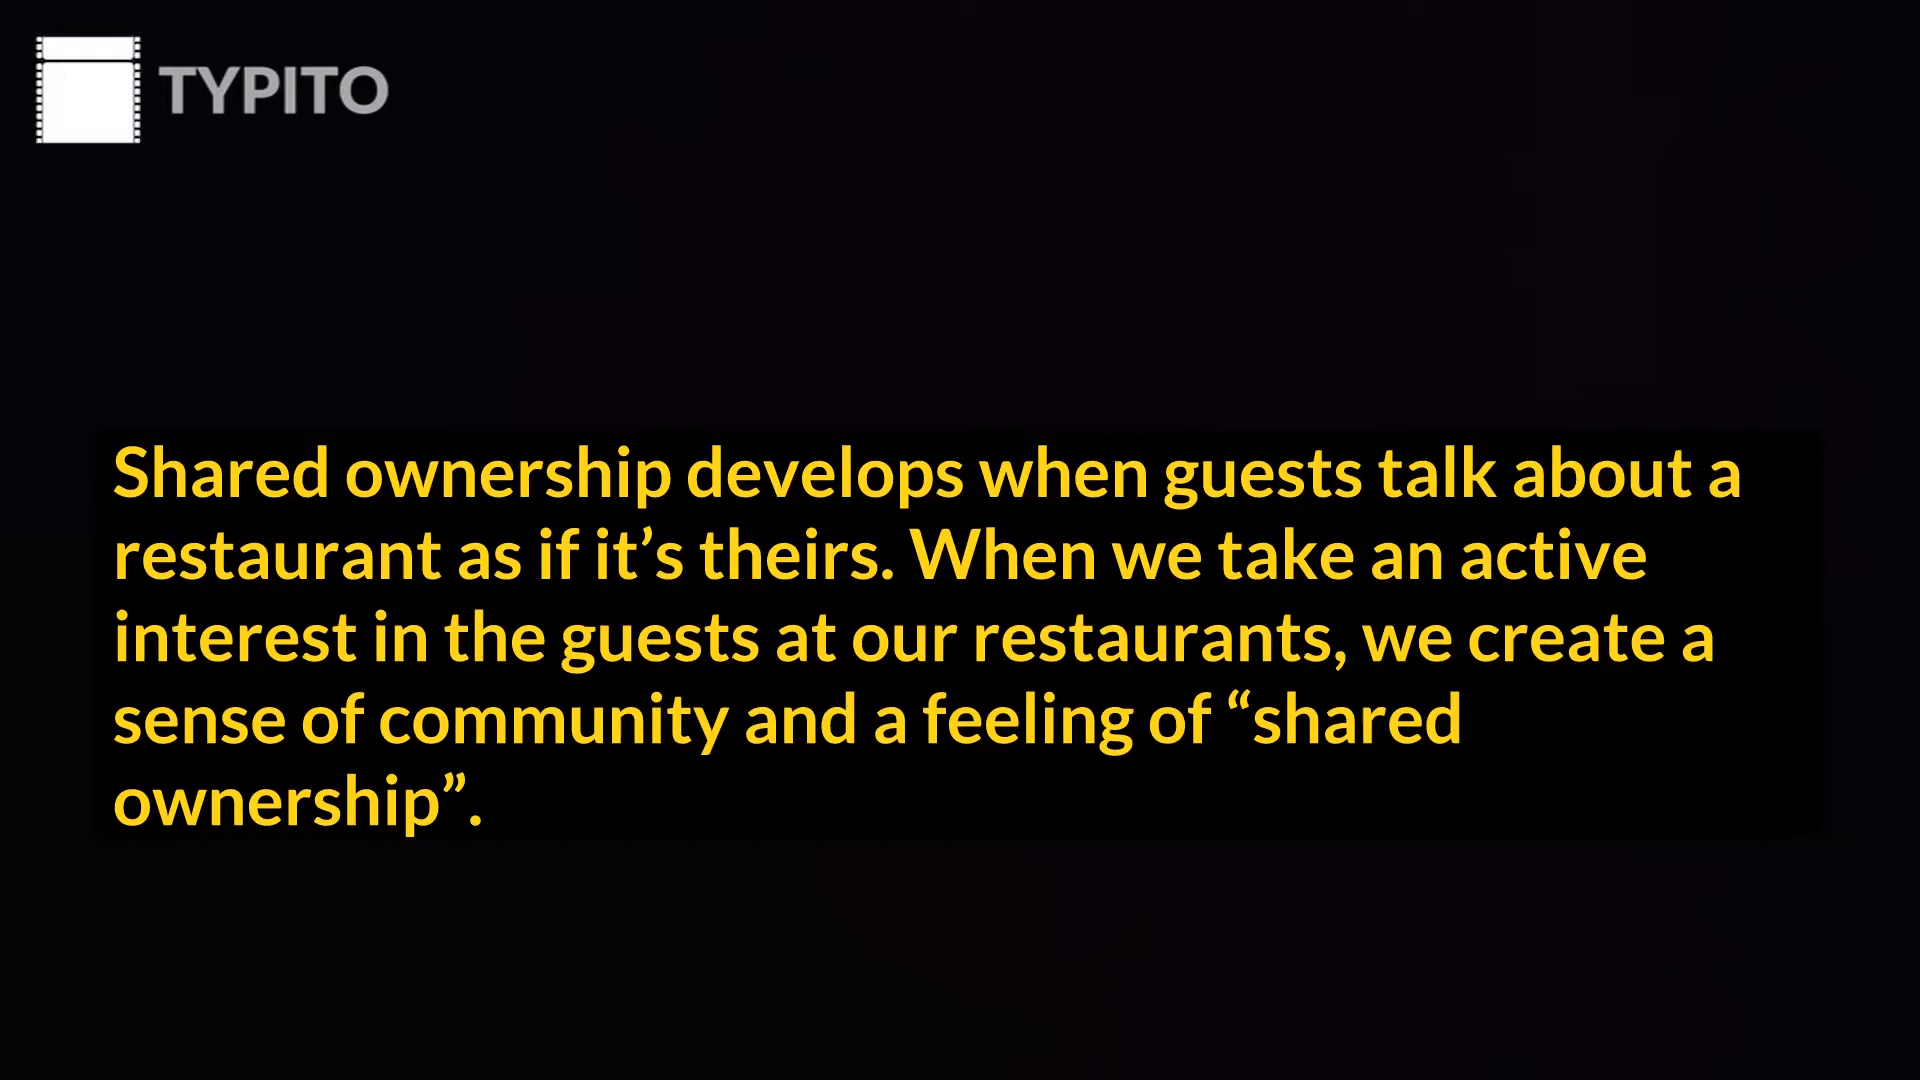 TYPITO
Shared ownership develops when guests talk about a
restaurant as if it’s theirs. When we take an active
interest in the guests at our restaurants, we create a
sense of community and a feeling of “shared
ownership”.